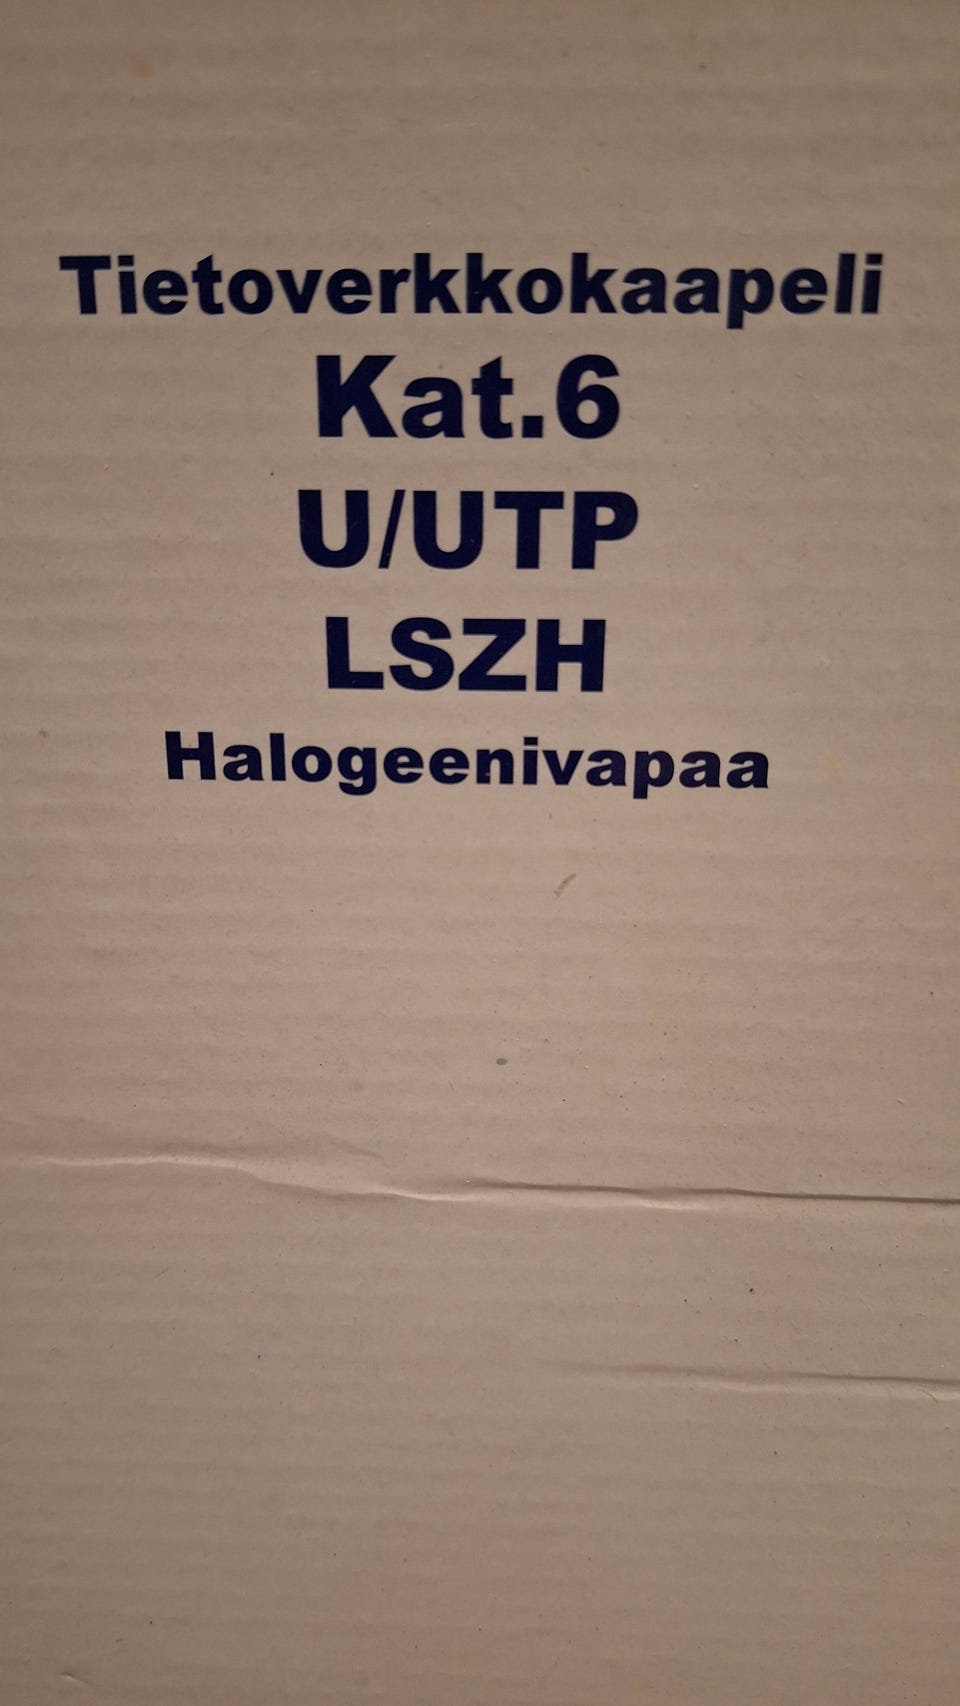 Tietoverkkokaapeli
Kat.6
U/UTP
LSZH
Halogeenivapaa